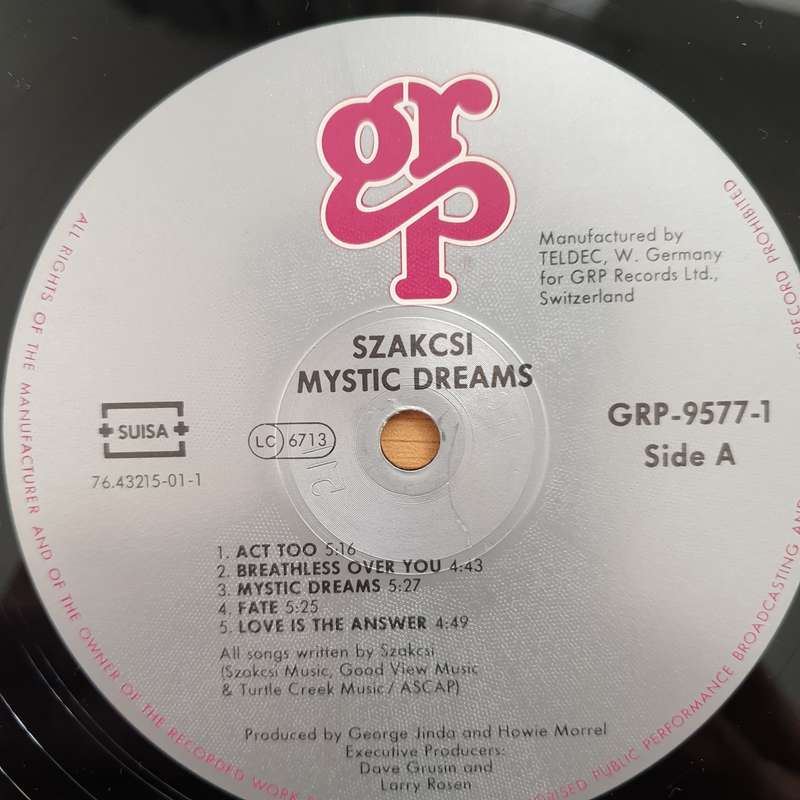 grp
Manufactured by
TELDEC, W. Germany
for GRP Records Ltd.,
Switzerland
SZAKCSI
MYSTIC DREAMS
SUISA
76.43215-01-1
LC 6713
GRP-9577-1
Side A
1. ACT TOO 5:16
2. BREATHLESS OVER YOU 4:43
3. MYSTIC DREAMS 5:27
4. FATE 5:25
5. LOVE IS THE ANSWER 4:49
All songs written by Szakcsi
(Szakcsi Music, Good View Music
& Turtle Creek Music/ASCAP)
Produced by George Jinda and Howie Morrel
Executive Producers:
Dave Grusin and
Larry Rosen
ALL RIGHTS OF THE MANUFACTURER AND OF THE OWNER OF THE RECORDED WORK
PUBLIC PERFORMANCE BROADCASTING AND
RECORD PROHIBITED